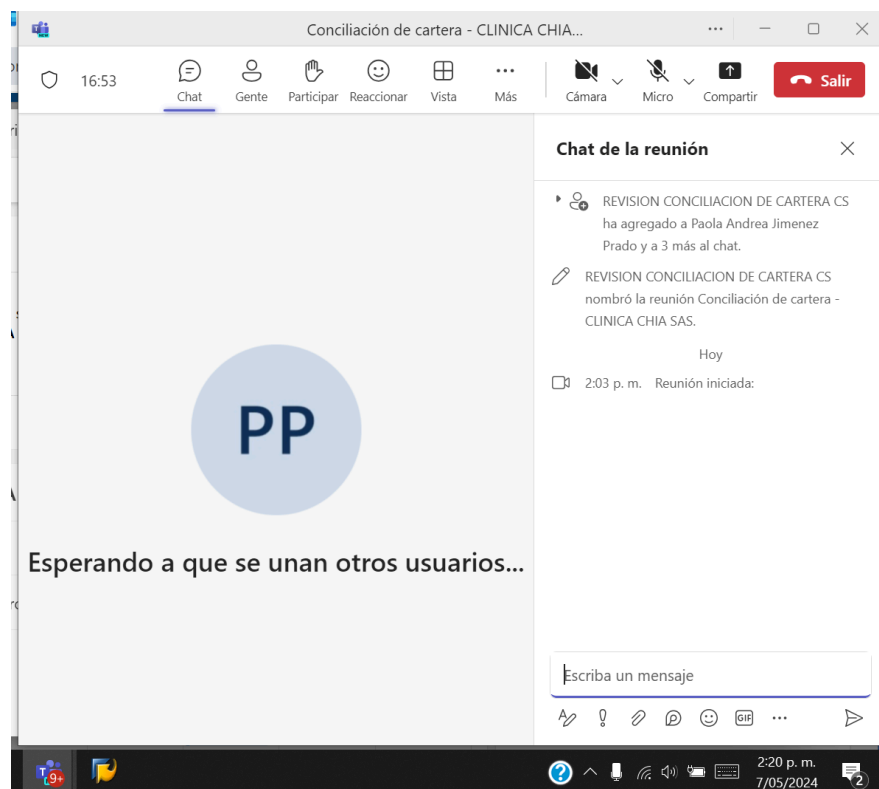 Conciliación de cartera - CLINICA CHIA...
16:53
Chat
Gente
Participar
Reaccionar
Vista
Más
Cámara
Micro
Compartir
Salir
Chat de la reunión
REVISION CONCILIACION DE CARTERA CS
ha agregado a Paola Andrea Jimenez
Prado y a 3 más al chat.
REVISION CONCILIACION DE CARTERA CS
nombró la reunión Conciliación de cartera -
CLINICA CHIA SAS.
Hoy
2:03 p. m. Reunión iniciada:
PP
Esperando a que se unan otros usuarios...
Escriba un mensaje
GIF
9+
2:20 p. m.
7/05/2024
2